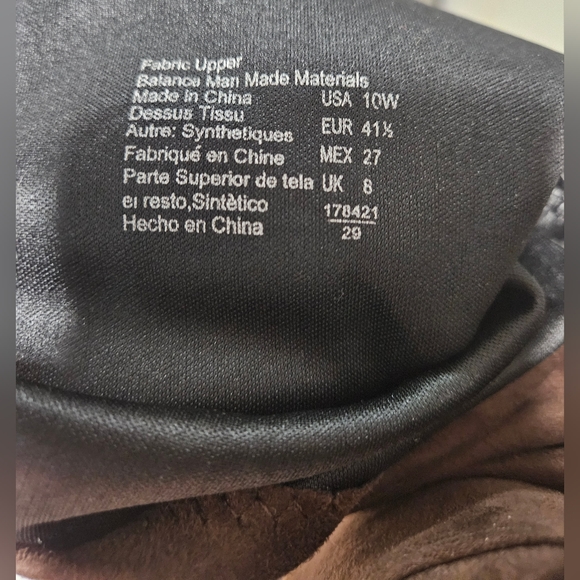 Fabric Upper
Balance Man Made Materials
Made in China
Dessus Tissu
Autre: Synthetiques
Fabriqué en Chine
Parte Superior de tela
el resto,Sintètico
Hecho en China
USA 10W
EUR 41½
MEX 27
UK 8
178421
29